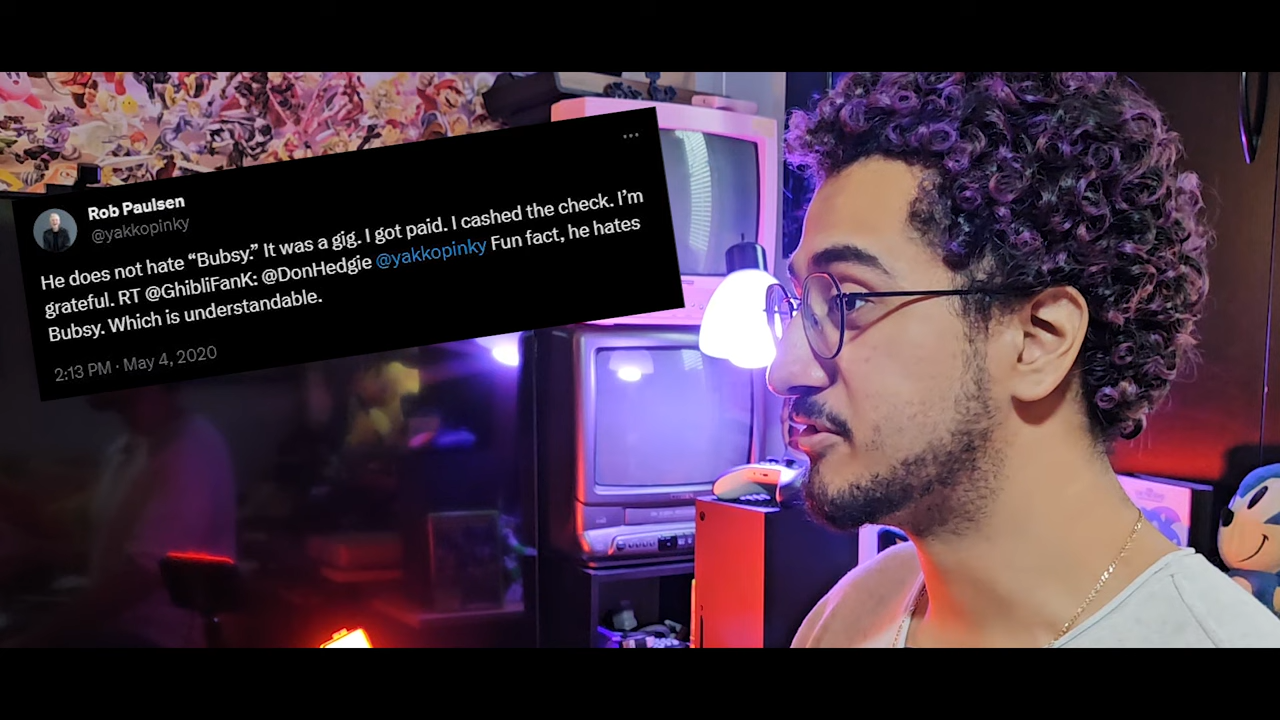 Rob Paulsen
@yakkopinky
He does not hate “Bubsy.” It was a gig. I got paid. I cashed the check. I’m
grateful. RT @GhibliFanK: @DonHedgie @yakkopinky Fun fact, he hates
Bubsy. Which is understandable.
2:13 PM · May 4, 2020